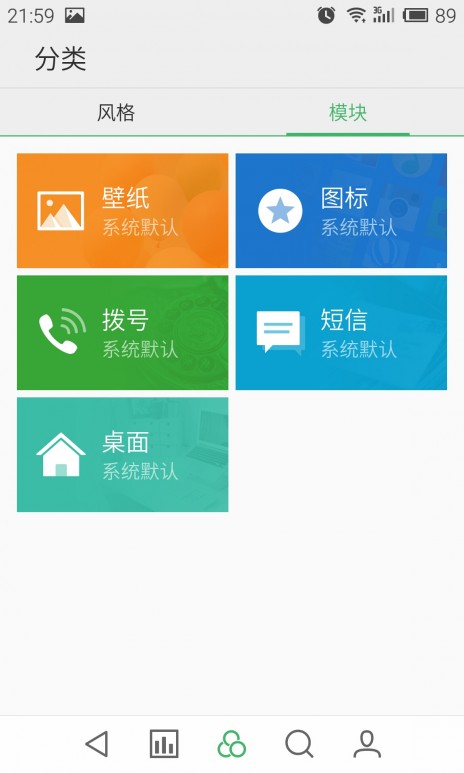 21:59 3G 89
分类
风格 模块
壁纸 图标
系统默认 系统默认
拨号 短信
系统默认 系统默认
桌面
系统默认